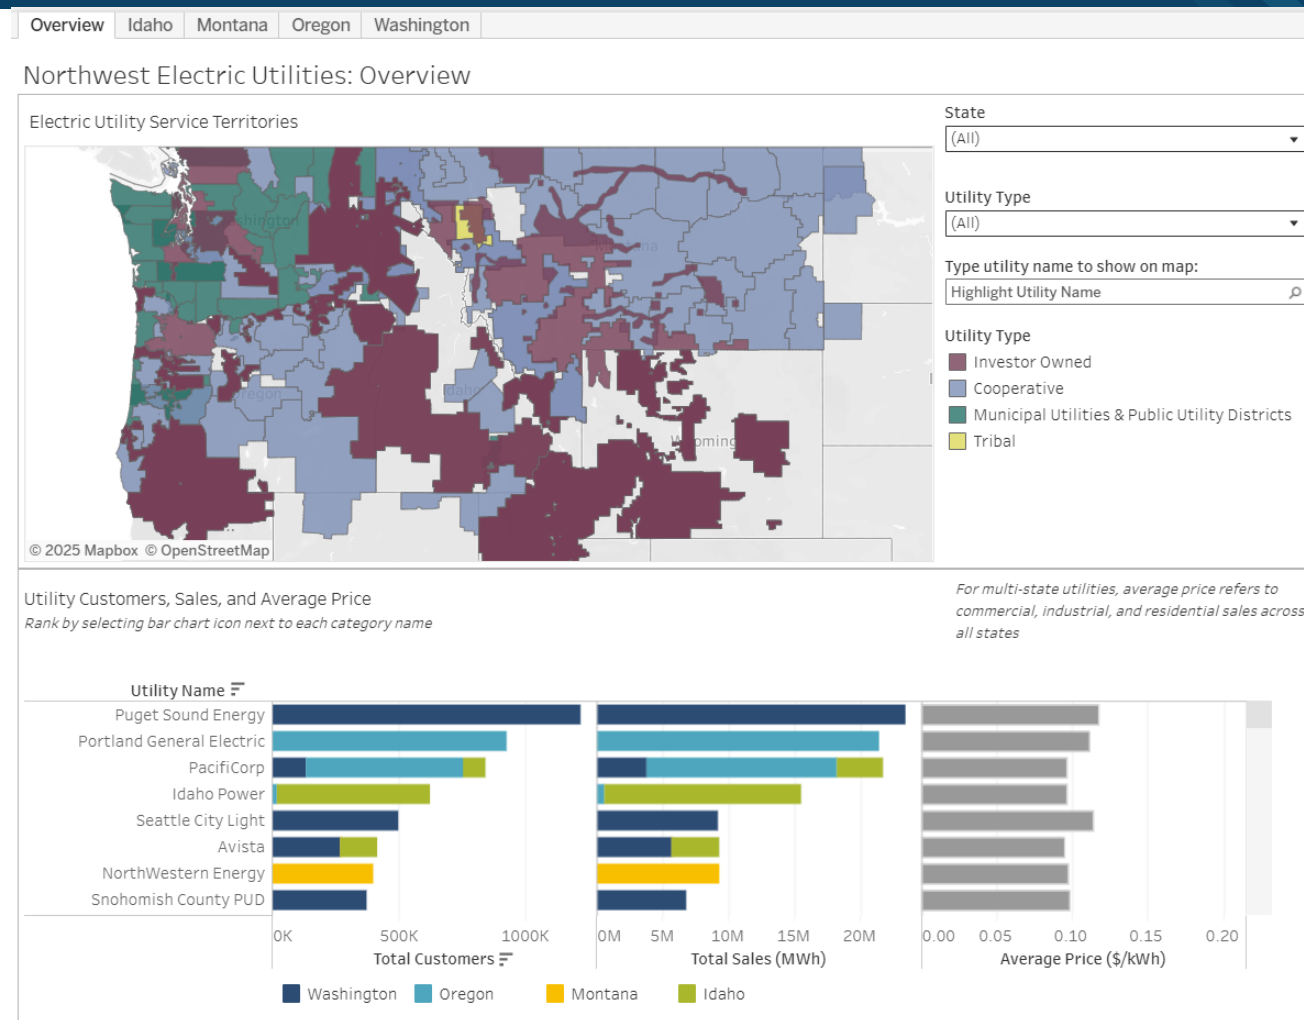 Overview Idaho Montana Oregon Washington
Northwest Electric Utilities: Overview
Electric Utility Service Territories
Oregon
Idaho
Wyoming
© 2025 Mapbox © OpenStreetMap
State
(All)
Utility Type
(All)
Type utility name to show on map:
Highlight Utility Name
Utility Type
Investor Owned
Cooperative
Municipal Utilities & Public Utility Districts
Tribal
Utility Customers, Sales, and Average Price
Rank by selecting bar chart icon next to each category name
For multi-state utilities, average price refers to
commercial, industrial, and residential sales across
all states
Utility Name
Puget Sound Energy
Portland General Electric
PacifiCorp
Idaho Power
Seattle City Light
Avista
NorthWestern Energy
Snohomish County PUD
0K 500K 1000K
Total Customers
0M 5M 10M 15M 20M
Total Sales (MWh)
0.00 0.05 0.10 0.15 0.20
Average Price ($/kWh)
Washington Oregon Montana Idaho